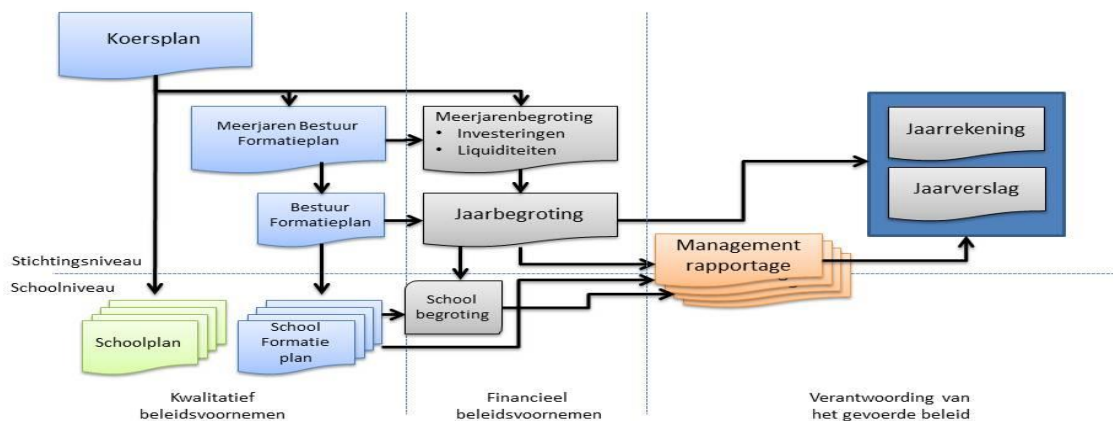 Koersplan
Meerjaren Bestuur
Formatieplan
Meerjarenbegroting
• Investeringen
• Liquiditeiten
Jaarrekening
Jaarverslag
Bestuur
Formatieplan
Jaarbegroting
Management
rapportage
Stichtingsniveau
Schoolniveau
Schoolplan
School
Formatie
plan
School
begroting
Kwalitatief
beleidsvoornemen
Financieel
beleidsvoornemen
Verantwoording van
het gevoerde beleid